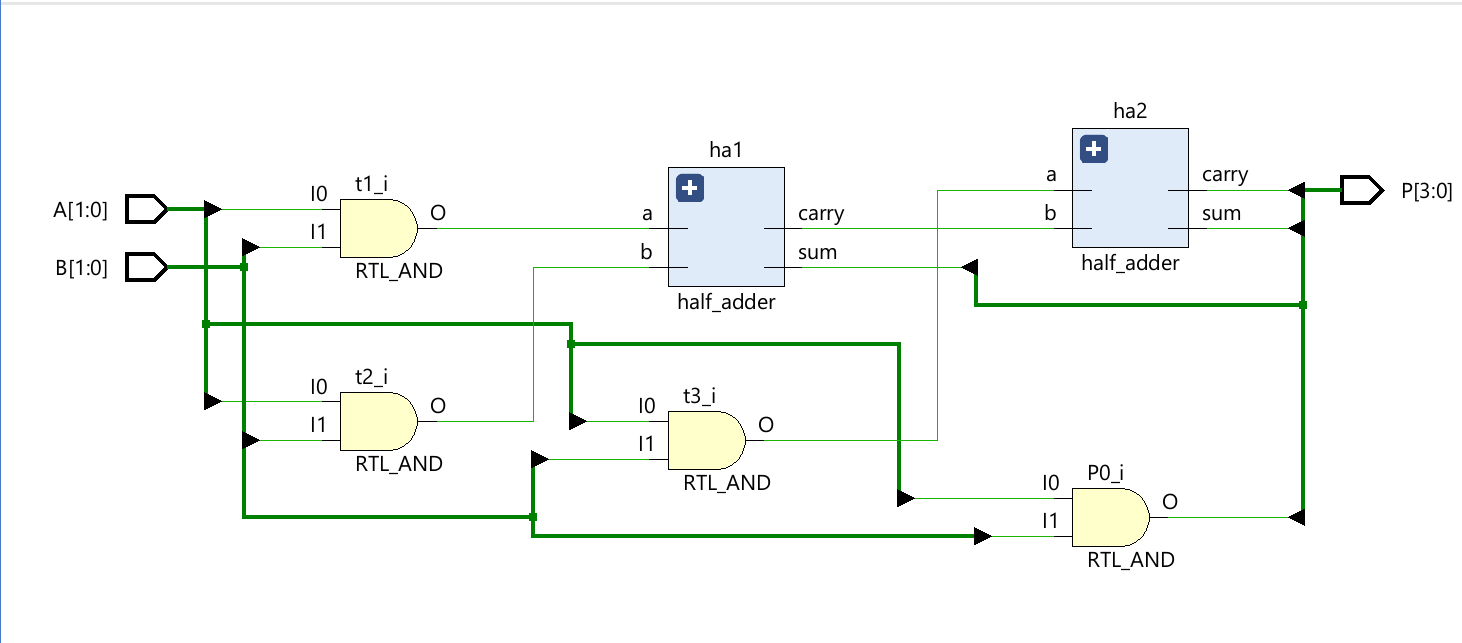 ha2
ha1
t1_i
a
carry
A[1:0]
I0
O
a
carry
b
sum
P[3:0]
I1
b
sum
half_adder
B[1:0]
RTL_AND
half_adder
t2_i
I0
O
t3_i
I1
I0
O
RTL_AND
I1
RTL_AND
P0_i
I0
O
I1
RTL_AND